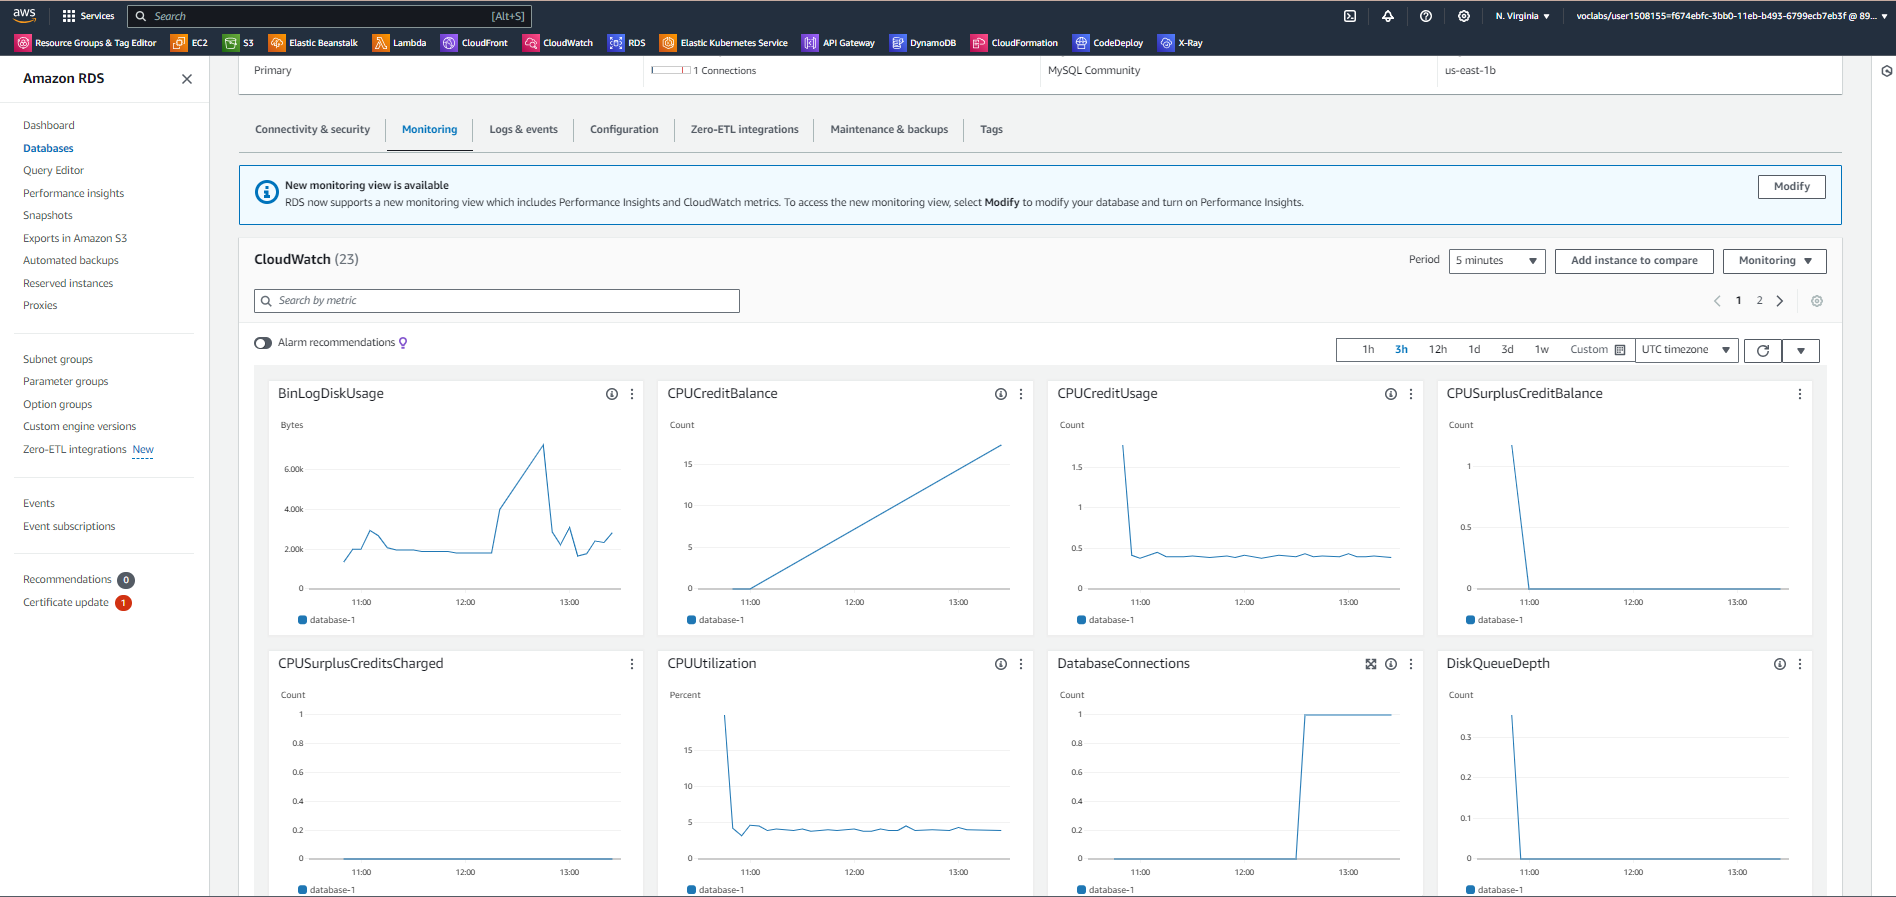 aws
Services
Search [Alt+S]
N. Virginia
voclabs/user1508155=f674ebfc-3bb0-11eb-b493-6799ecb7eb3f @ 89...
Resource Groups & Tag Editor EC2 S3 Elastic Beanstalk Lambda CloudFront CloudWatch RDS Elastic Kubernetes Service API Gateway DynamoDB CloudFormation CodeDeploy X-Ray
Amazon RDS
Dashboard
Databases
Query Editor
Performance insights
Snapshots
Exports in Amazon S3
Automated backups
Reserved instances
Proxies
Subnet groups
Parameter groups
Option groups
Custom engine versions
Zero-ETL integrations New
Events
Event subscriptions
Recommendations 0
Certificate update 1
Primary 1 Connections MySQL Community us-east-1b
Connectivity & security Monitoring Logs & events Configuration Zero-ETL integrations Maintenance & backups Tags
New monitoring view is available
RDS now supports a new monitoring view which includes Performance Insights and CloudWatch metrics. To access the new monitoring view, select Modify to modify your database and turn on Performance Insights.
Modify
CloudWatch (23)
Period 5 minutes Add instance to compare Monitoring
Search by metric
1 2
Alarm recommendations
1h 3h 12h 1d 3d 1w Custom UTC timezone
BinLogDiskUsage
Bytes
6.00k
4.00k
2.00k
0
11:00 12:00 13:00
database-1
CPUCreditBalance
Count
15
10
5
0
11:00 12:00 13:00
database-1
CPUCreditUsage
Count
1.5
1
0.5
0
11:00 12:00 13:00
database-1
CPUSurplusCreditBalance
Count
1
0.5
0
11:00 12:00 13:00
database-1
CPUSurplusCreditsCharged
Count
1
0.8
0.6
0.4
0.2
0
11:00 12:00 13:00
database-1
CPUUtilization
Percent
15
10
5
0
11:00 12:00 13:00
database-1
DatabaseConnections
Count
1
0.8
0.6
0.4
0.2
0
11:00 12:00 13:00
database-1
DiskQueueDepth
Count
0.3
0.2
0.1
0
11:00 12:00 13:00
database-1